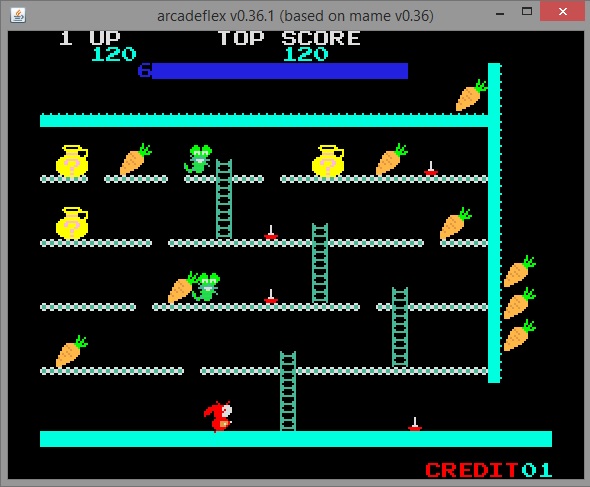 arcadeflex v0.36.1 (based on mame v0.36)
1 UP TOP SCORE
120 120
6
? ?
?
CREDIT01